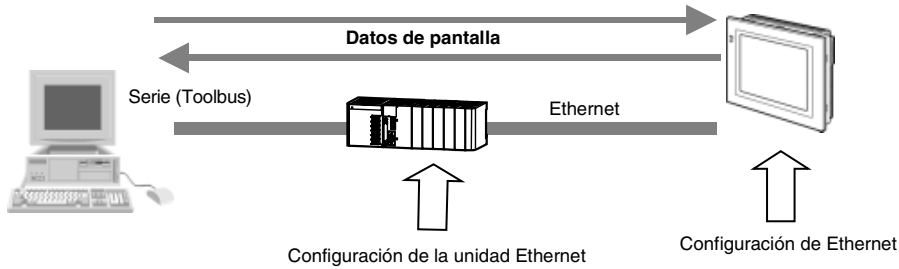 Datos de pantalla
Serie (Toolbus)
Ethernet
Configuración de la unidad Ethernet
Configuración de Ethernet